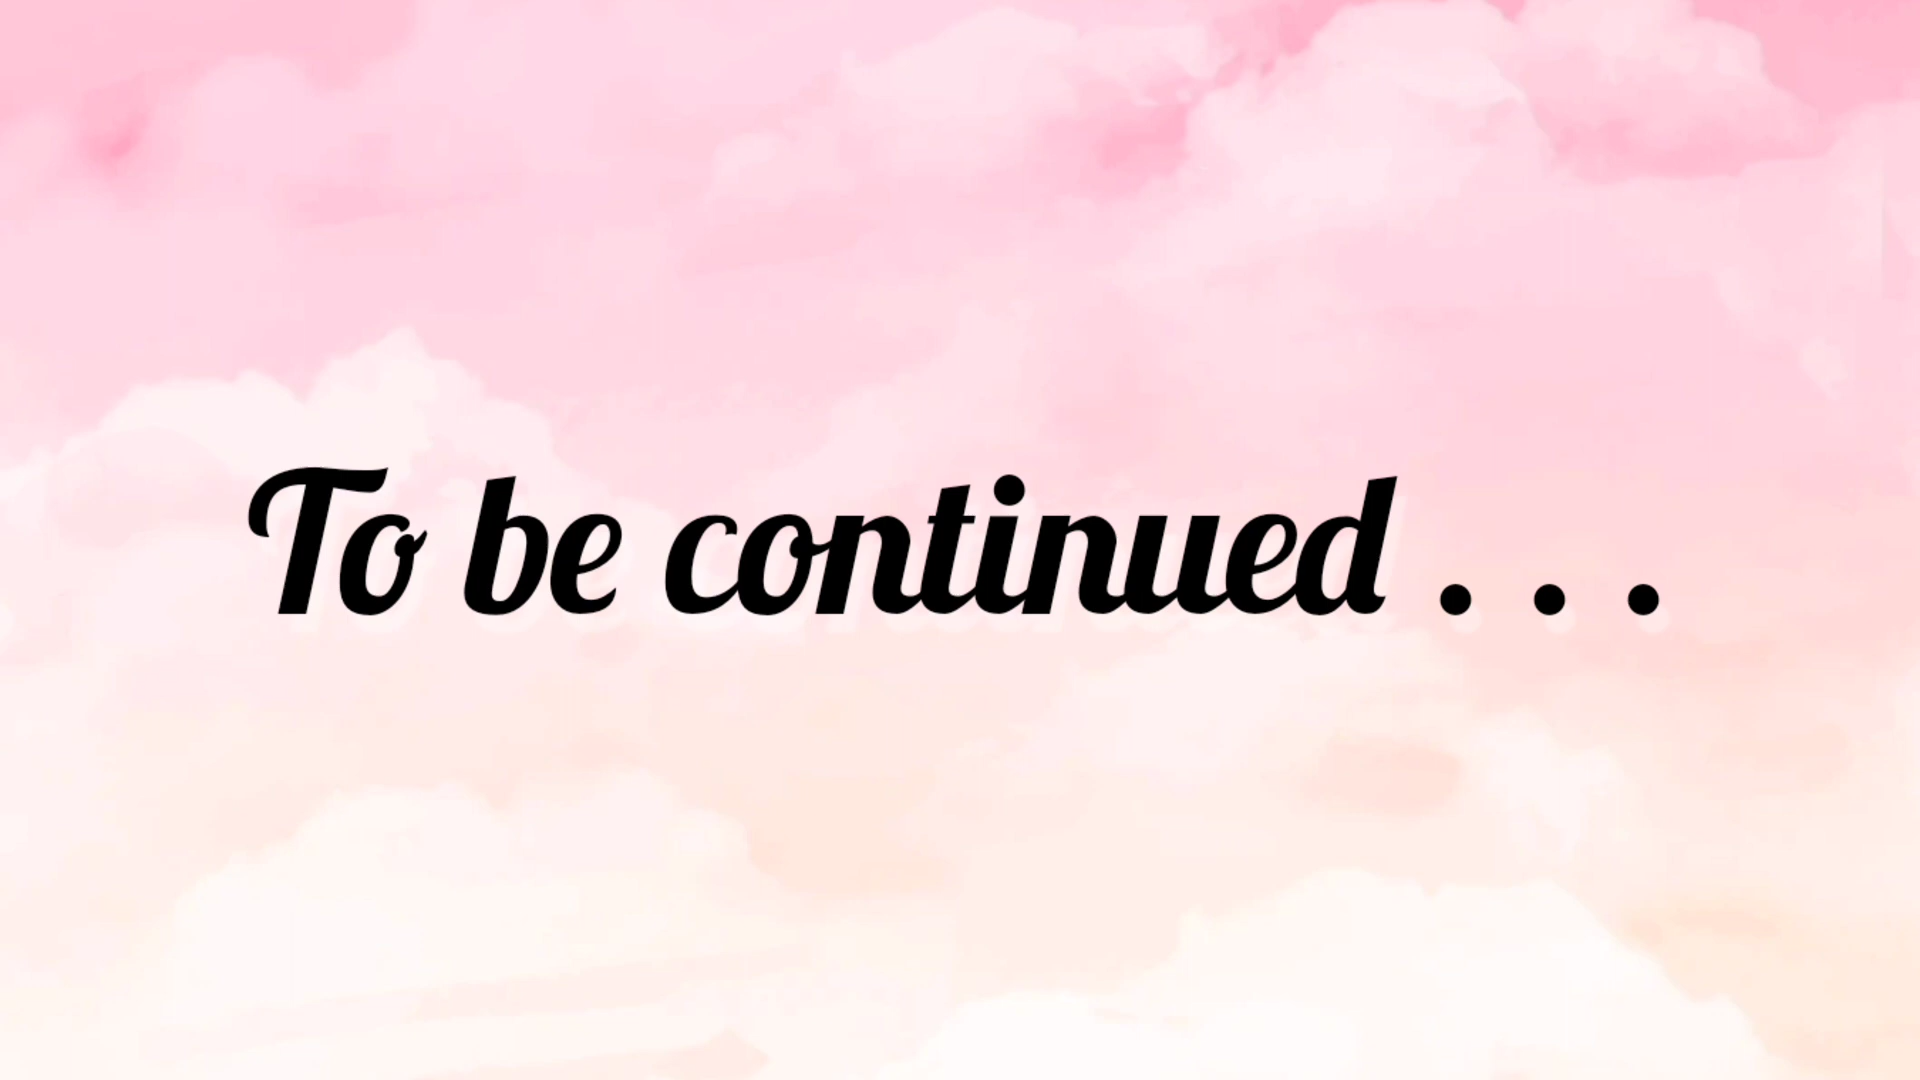 To be continued . . .